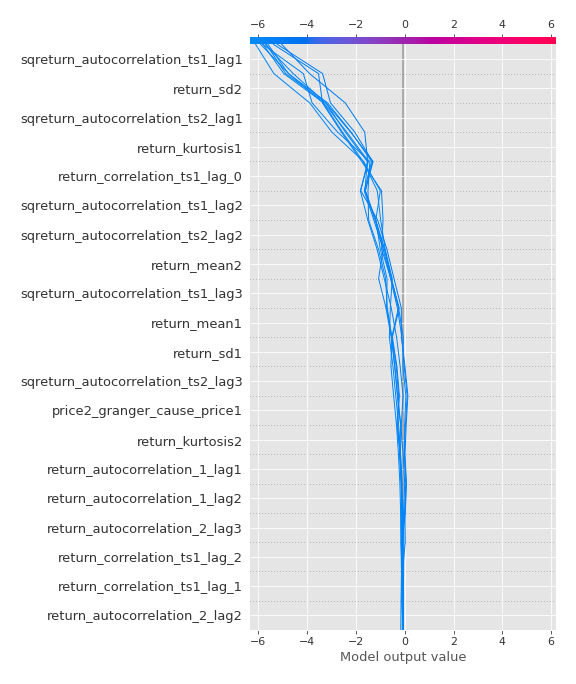 −6 −4 −2 0 2 4 6
sqreturn_autocorrelation_ts1_lag1
return_sd2
sqreturn_autocorrelation_ts2_lag1
return_kurtosis1
return_correlation_ts1_lag_0
sqreturn_autocorrelation_ts1_lag2
sqreturn_autocorrelation_ts2_lag2
return_mean2
sqreturn_autocorrelation_ts1_lag3
return_mean1
return_sd1
sqreturn_autocorrelation_ts2_lag3
price2_granger_cause_price1
return_kurtosis2
return_autocorrelation_1_lag1
return_autocorrelation_1_lag2
return_autocorrelation_2_lag3
return_correlation_ts1_lag_2
return_correlation_ts1_lag_1
return_autocorrelation_2_lag2
−6 −4 −2 0 2 4 6
Model output value